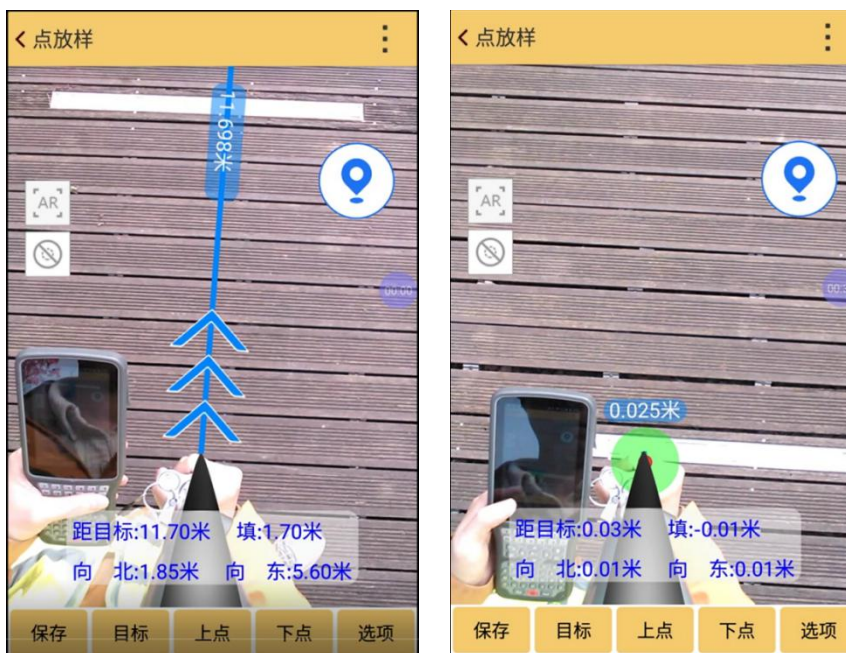 点放样
11.698米
AR
00:00
距目标:11.70米 填:1.70米
向 北:1.85米 向 东:5.60米
保存 目标 上点 下点 选项
点放样
AR
00:
0.025米
距目标:0.03米 填:-0.01米
向 北:0.01米 向 东:0.01米
保存 目标 上点 下点 选项